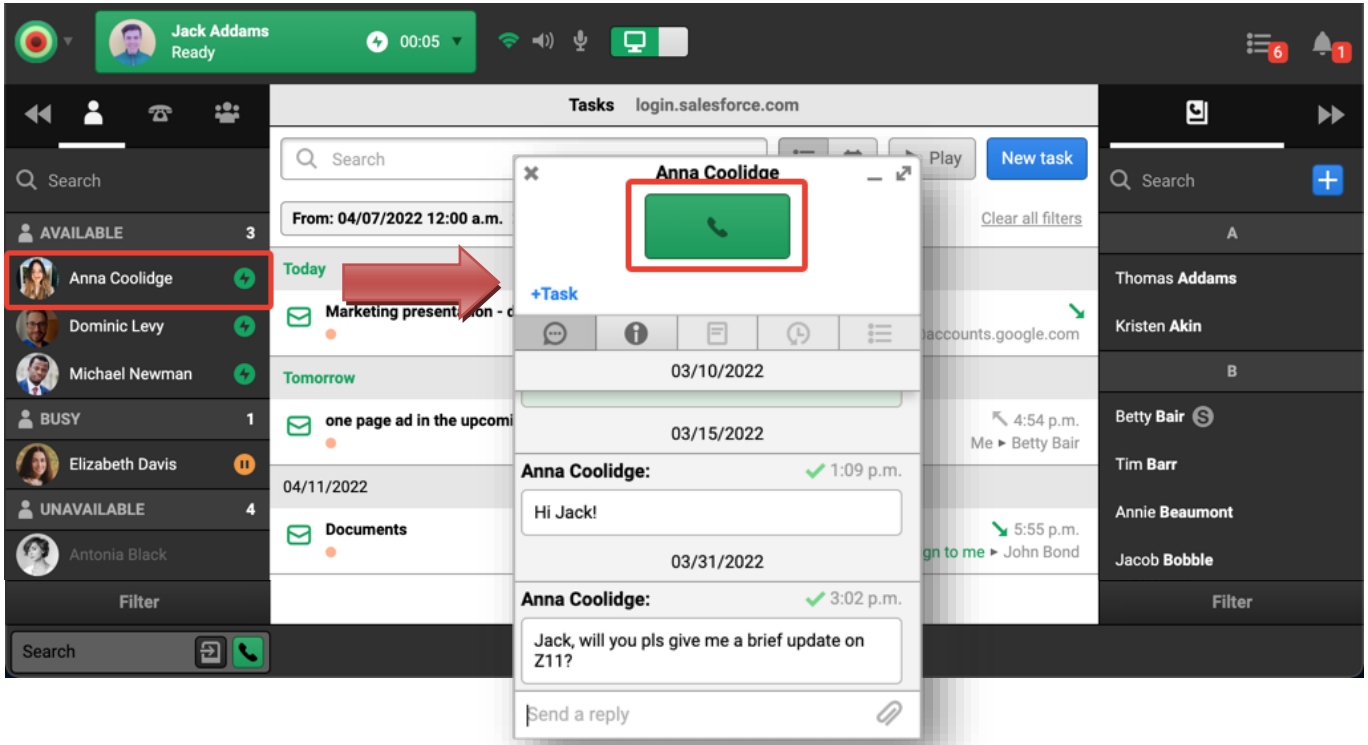 Jack Addams
Ready
00:05
6
1
Tasks login.salesforce.com
Search
AVAILABLE 3
Anna Coolidge
Dominic Levy
Michael Newman
BUSY 1
Elizabeth Davis
UNAVAILABLE 4
Antonia Black
Filter
Search
Search
Play
New task
From: 04/07/2022 12:00 a.m.
Clear all filters
Today
Marketing presentation - d
accounts.google.com
Tomorrow
one page ad in the upcomi
4:54 p.m.
Me ▸ Betty Bair
04/11/2022
Documents
5:55 p.m.
gn to me ▸ John Bond
Anna Coolidge
+Task
03/10/2022
03/15/2022
Anna Coolidge: 1:09 p.m.
Hi Jack!
03/31/2022
Anna Coolidge: 3:02 p.m.
Jack, will you pls give me a brief update on
Z11?
Send a reply
Search
A
Thomas Addams
Kristen Akin
B
Betty Bair S
Tim Barr
Annie Beaumont
Jacob Bobble
Filter